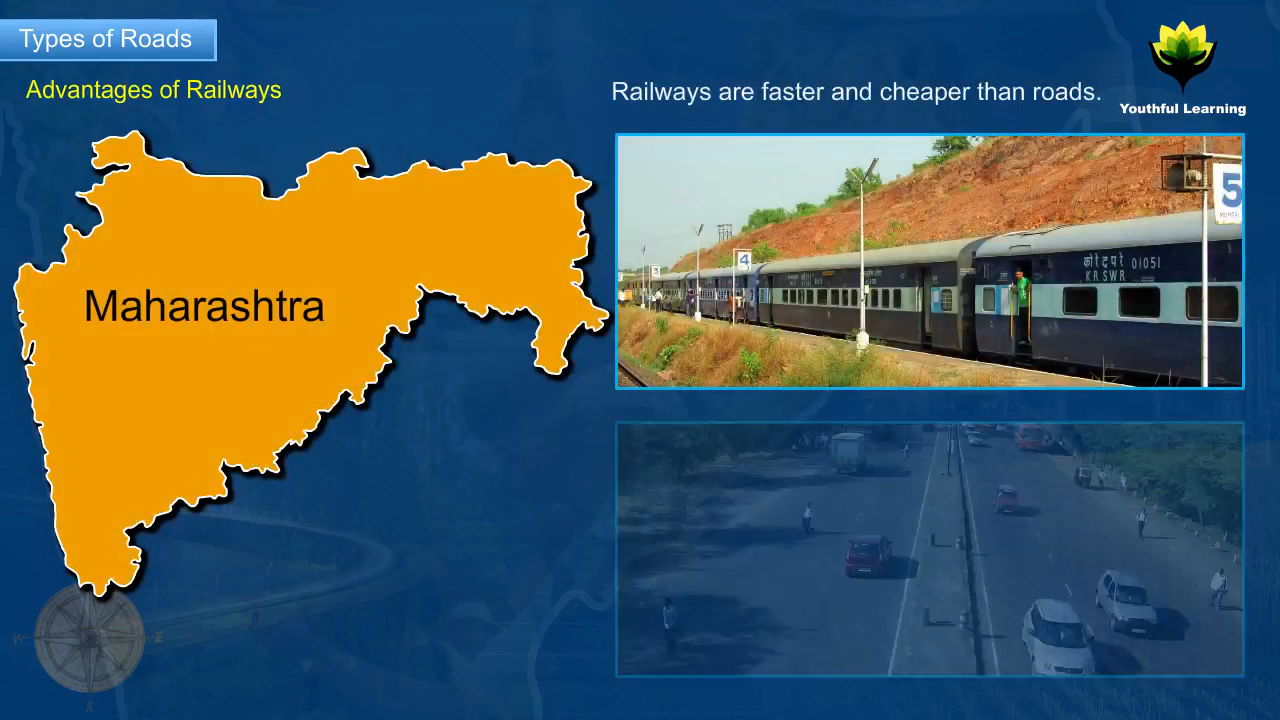 Types of Roads
Advantages of Railways
Railways are faster and cheaper than roads.
Youthful Learning
Maharashtra
5
4
3
को रे द प रे 01051
K R SWR